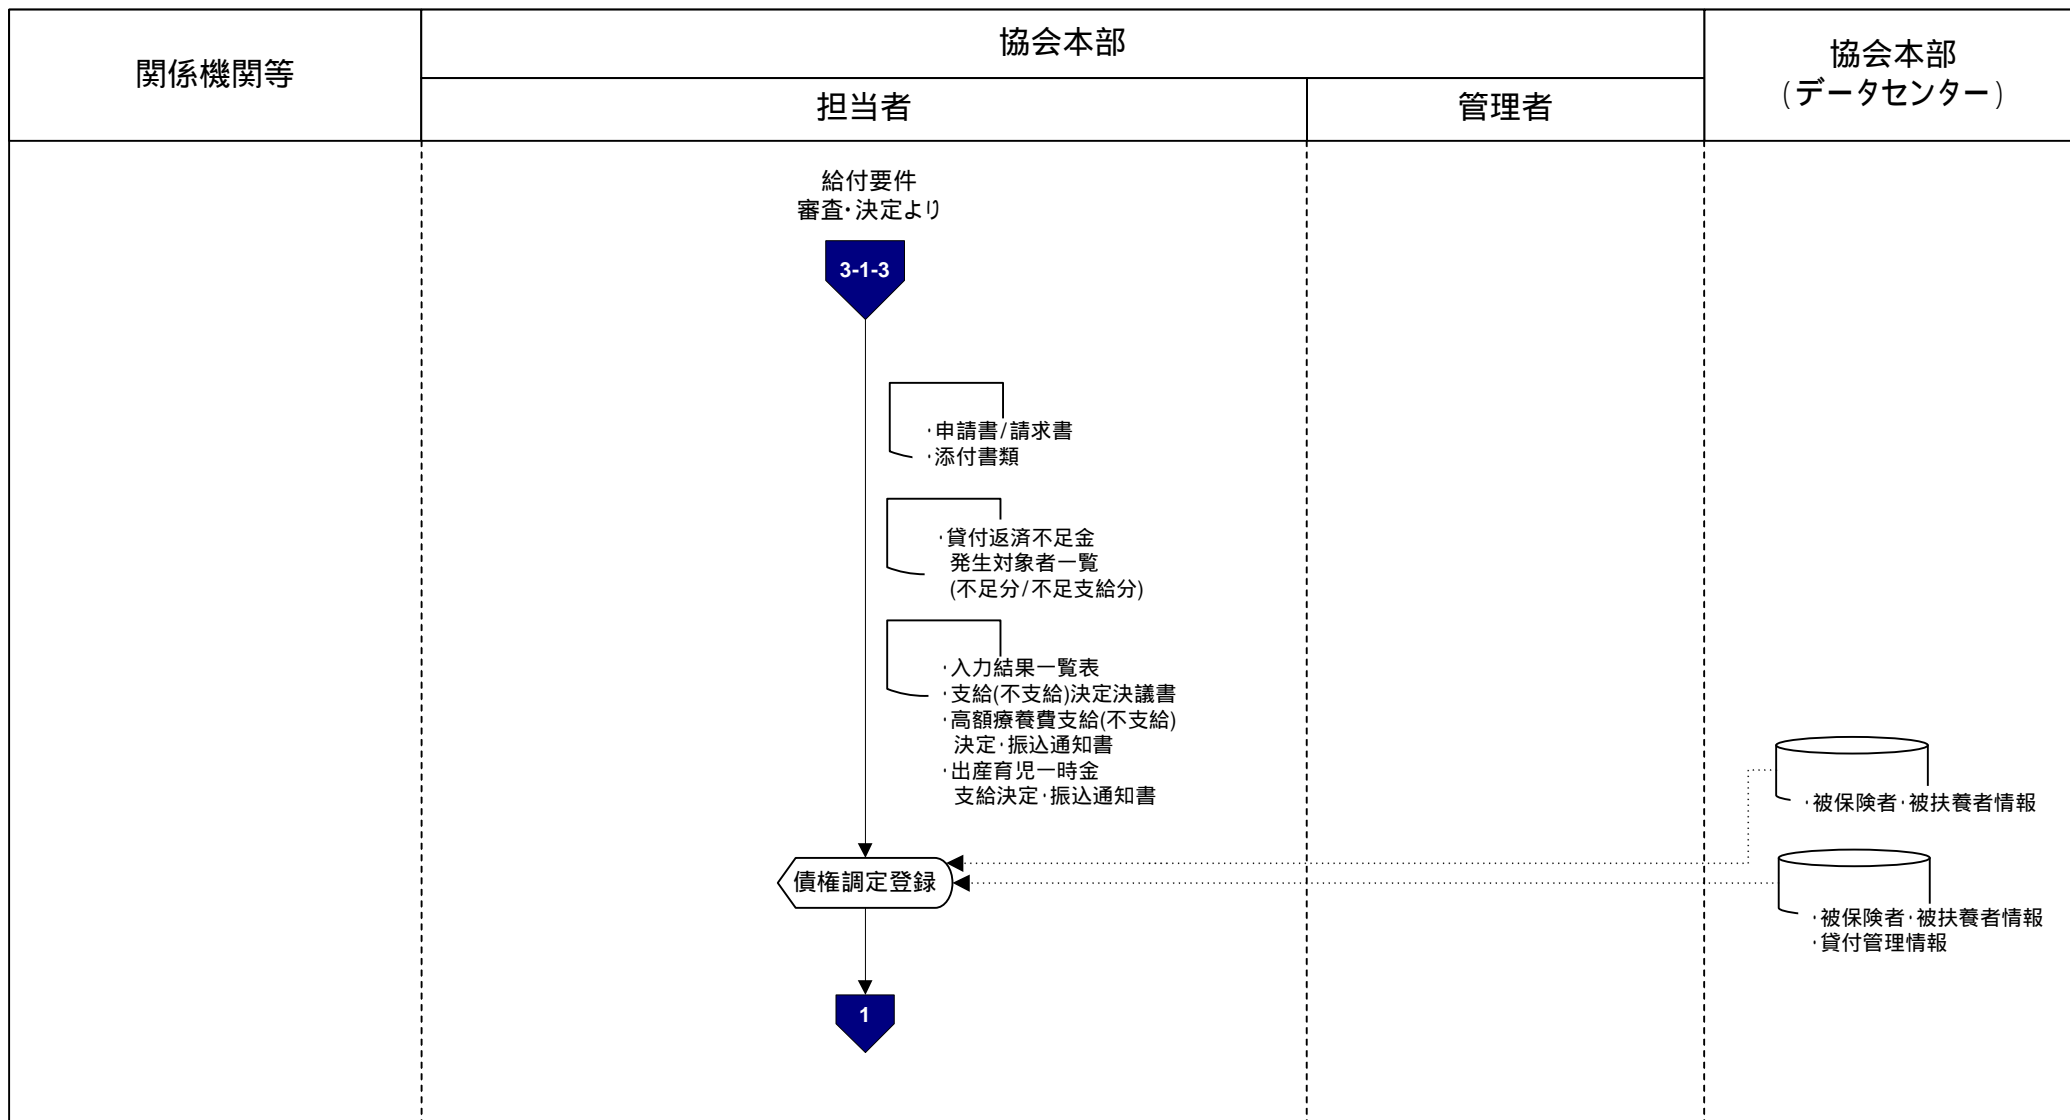 関係機関等
協会本部
担当者
管理者
協会本部
(データセンター)
給付要件
審査・決定より
3-1-3
・申請書/請求書
・添付書類
・貸付返済不足金
発生対象者一覧
(不足分/不足支給分)
・入力結果一覧表
・支給(不支給)決定決議書
・高額療養費支給(不支給)
決定・振込通知書
・出産育児一時金
支給決定・振込通知書
・被保険者・被扶養者情報
債権調定登録
・被保険者・被扶養者情報
・貸付管理情報
1